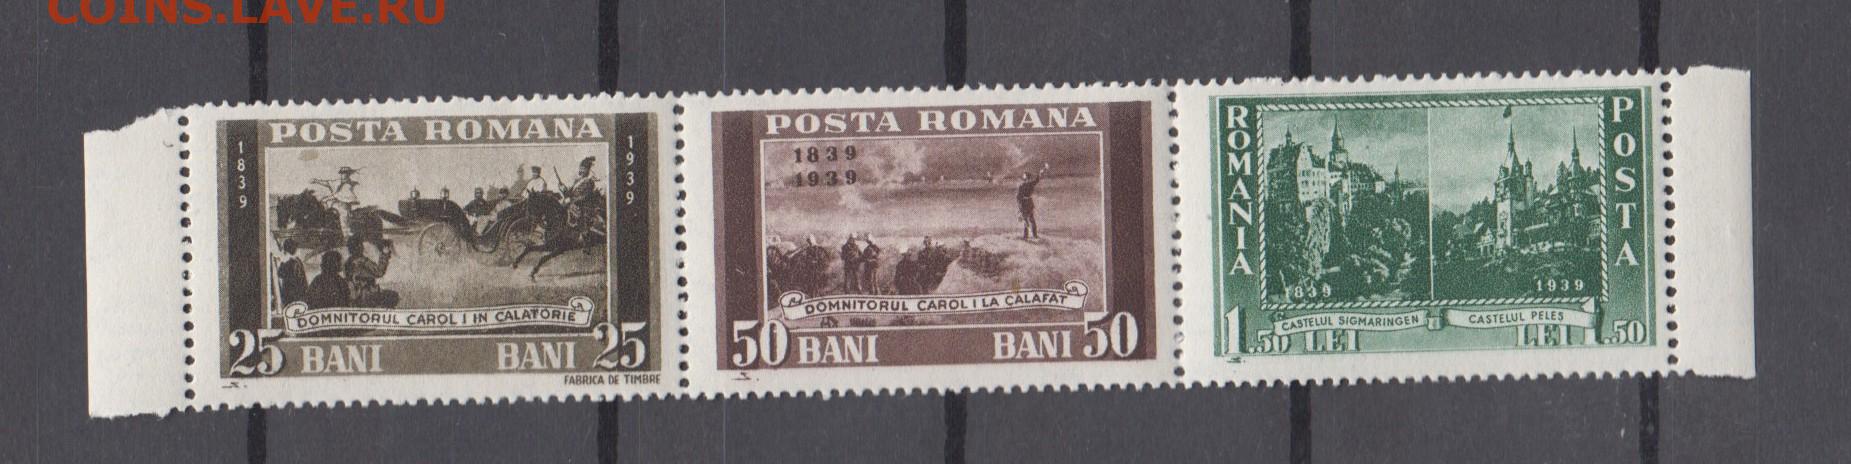 COINS.LAVE.RU
POSTA ROMANA
1839
1939
DOMNITORUL CAROL I IN CALATORIE
25 BANI BANI 25
FABRICA DE TIMBRE
POSTA ROMANA
1839
1939
DOMNITORUL CAROL I LA CALAFAT
50 BANI BANI 50
ROMANIA
POSTA
1839
1939
CASTELUL SIGMARINGEN
CASTELUL PELEȘ
1.50 LEI LEI 1.50